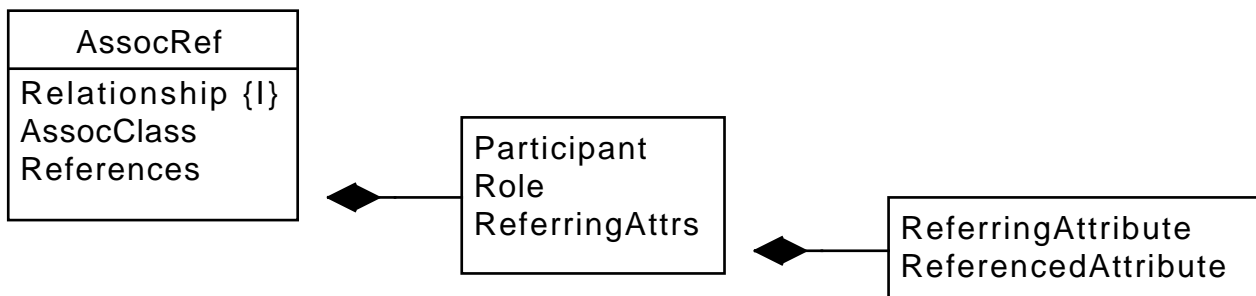 AssocRef
Relationship {I}
AssocClass
References
Participant
Role
ReferringAttrs
ReferringAttribute
ReferencedAttribute